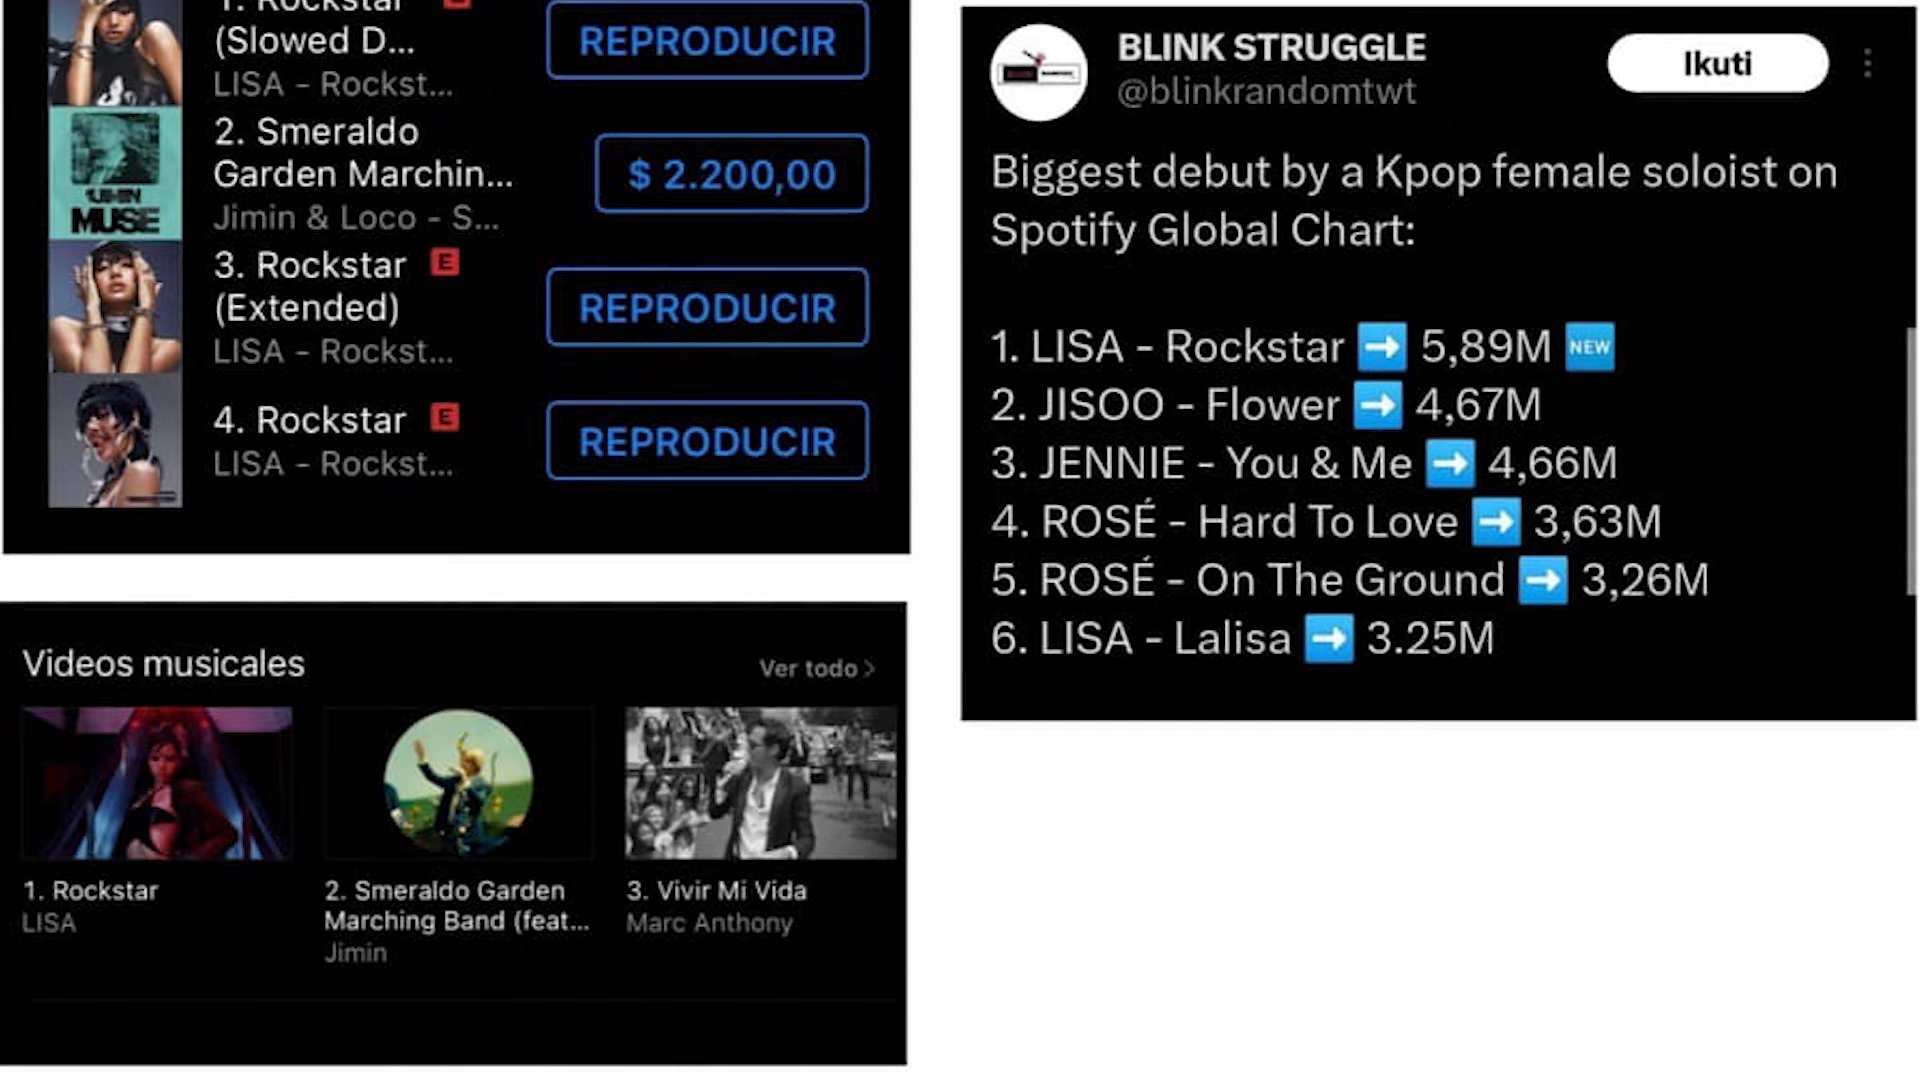 1. Rockstar E
(Slowed D...
LISA - Rockst...
REPRODUCIR
2. Smeraldo
Garden Marchin...
Jimin & Loco - S...
$ 2.200,00
JIMIN
MUSE
3. Rockstar E
(Extended)
LISA - Rockst...
REPRODUCIR
4. Rockstar E
LISA - Rockst...
REPRODUCIR
Videos musicales
Ver todo >
1. Rockstar
LISA
2. Smeraldo Garden
Marching Band (feat...
Jimin
3. Vivir Mi Vida
Marc Anthony
BLINK STRUGGLE
@blinkrandomtwt
Ikuti
Biggest debut by a Kpop female soloist on
Spotify Global Chart:
1. LISA - Rockstar ➡️ 5,89M 🆕
2. JISOO - Flower ➡️ 4,67M
3. JENNIE - You & Me ➡️ 4,66M
4. ROSÉ - Hard To Love ➡️ 3,63M
5. ROSÉ - On The Ground ➡️ 3,26M
6. LISA - Lalisa ➡️ 3.25M